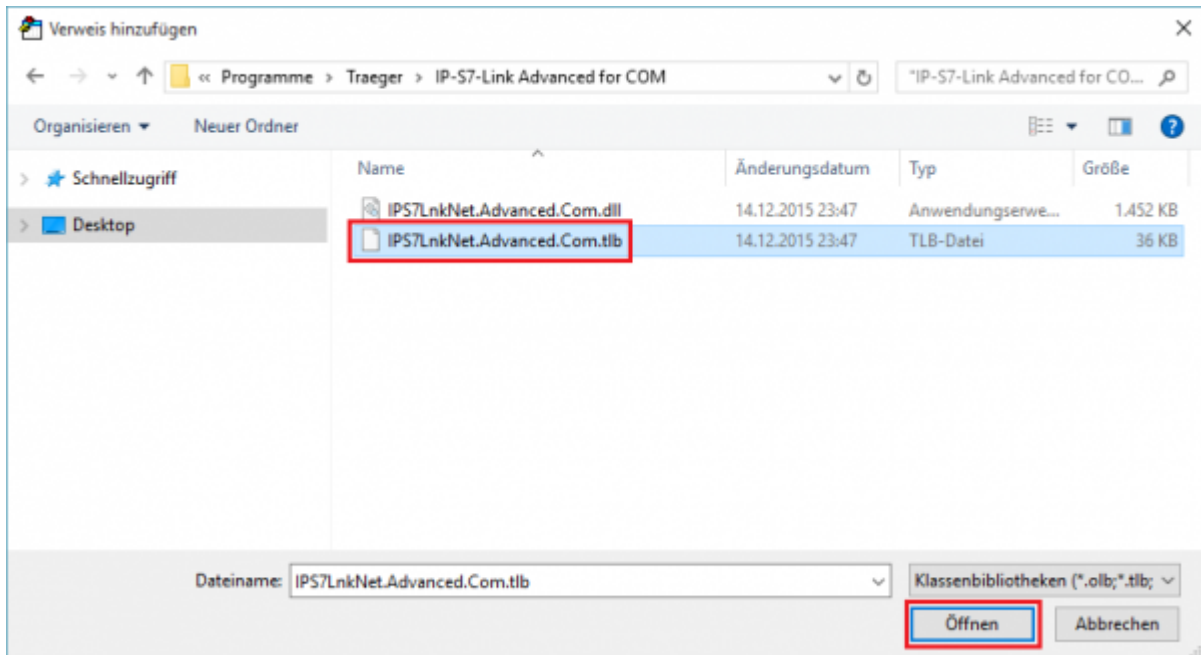 Verweis hinzufügen
« Programme > Traeger > IP-S7-Link Advanced for COM
"IP-S7-Link Advanced for CO...
Organisieren Neuer Ordner
Name Änderungsdatum Typ Größe
Schnellzugriff
Desktop
IPS7LnkNet.Advanced.Com.dll 14.12.2015 23:47 Anwendungserwe... 1.452 KB
IPS7LnkNet.Advanced.Com.tlb 14.12.2015 23:47 TLB-Datei 36 KB
Dateiname: IPS7LnkNet.Advanced.Com.tlb Klassenbibliotheken (*.olb;*.tlb;
Öffnen Abbrechen